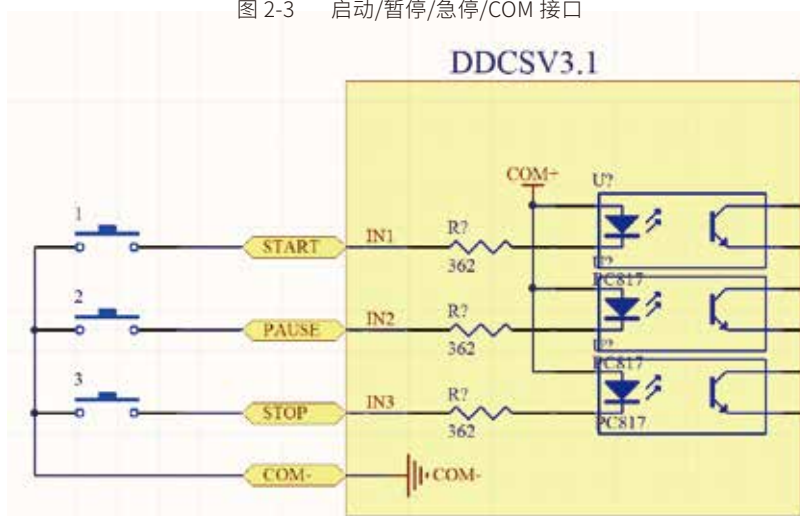 图 2-3 启动/暂停/急停/COM 接口
DDCSV3.1
COM+
U?
1
START
IN1
R?
362
U?
PC817
2
PAUSE
IN2
R?
362
U?
PC817
3
STOP
IN3
R?
362
PC817
COM-
COM-